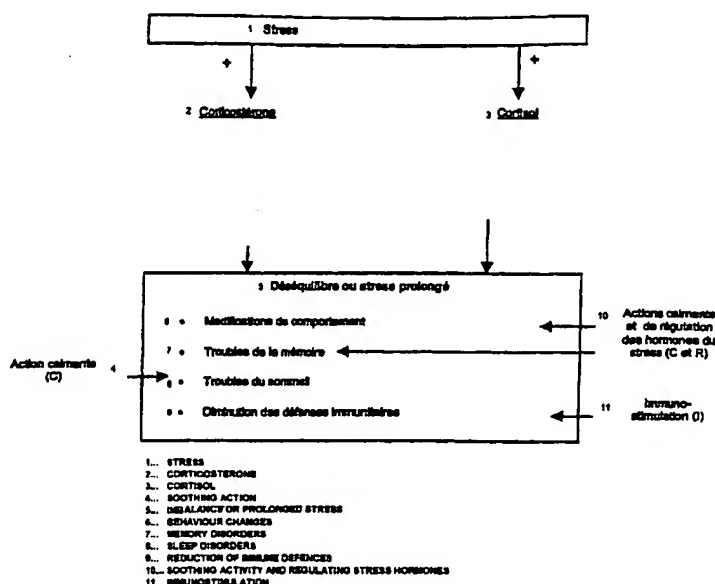 1 Stress
+ +
2 Corticostérone
3 Cortisol
5 Déséquilibre ou stress prolongé
6 • Modifications de comportement
7 • Troubles de la mémoire
8 • Troubles du sommeil
9 • Diminution des défenses immunitaires
Action calmante 4
(C)
10 Actions calmantes
et de régulation
des hormones du
stress (C et R)
11 Immuno-
stimulation (I)
1... STRESS
2... CORTICOSTERONE
3... CORTISOL
4... SOOTHING ACTION
5... IMBALANCE OR PROLONGED STRESS
6... BEHAVIOUR CHANGES
7... MEMORY DISORDERS
8... SLEEP DISORDERS
9... REDUCTION OF IMMUNE DEFENCES
10... SOOTHING ACTIVITY AND REGULATING STRESS HORMONES
11 IMMUNOSTIMULATION